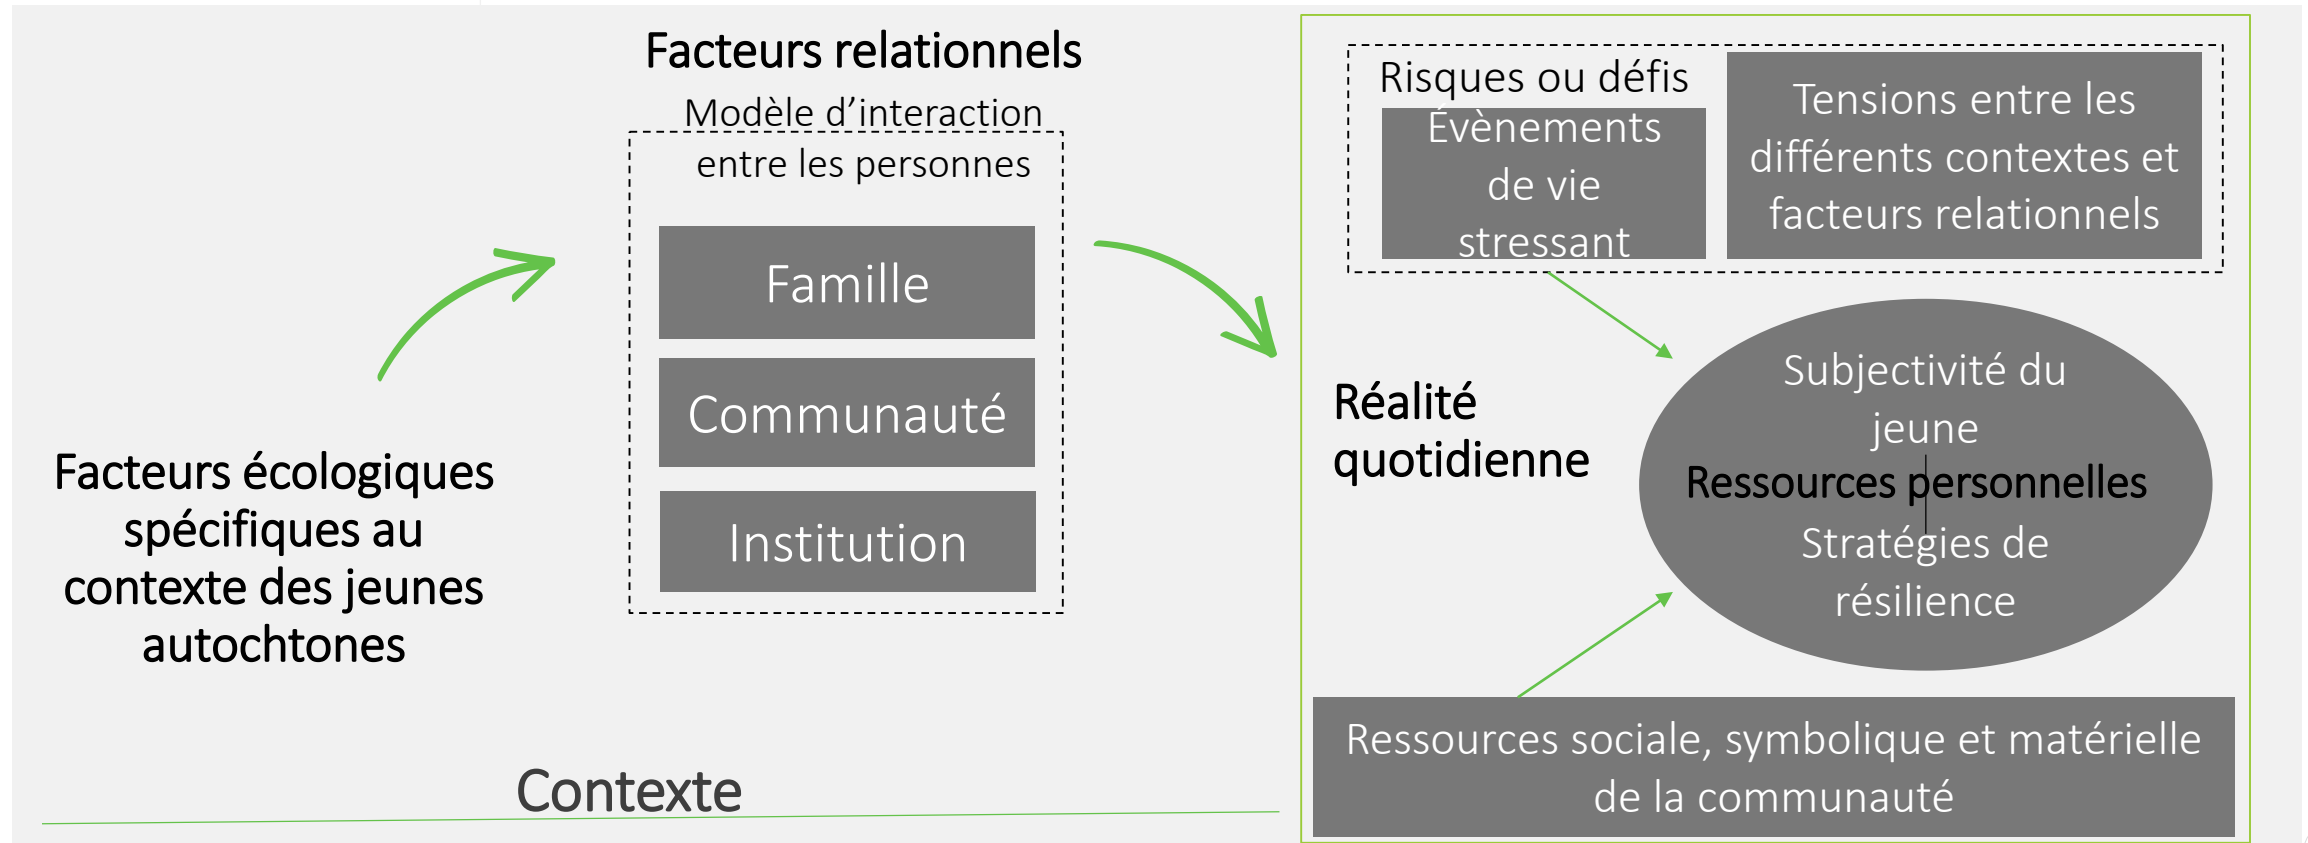 Facteurs relationnels
Modèle d’interaction
entre les personnes
Famille
Communauté
Institution
Facteurs écologiques
spécifiques au
contexte des jeunes
autochtones
Contexte
Risques ou défis
Évènements
de vie
stressant
Tensions entre les
différents contextes et
facteurs relationnels
Réalité
quotidienne
Subjectivité du
jeune
Ressources personnelles
Stratégies de
résilience
Ressources sociale, symbolique et matérielle
de la communauté